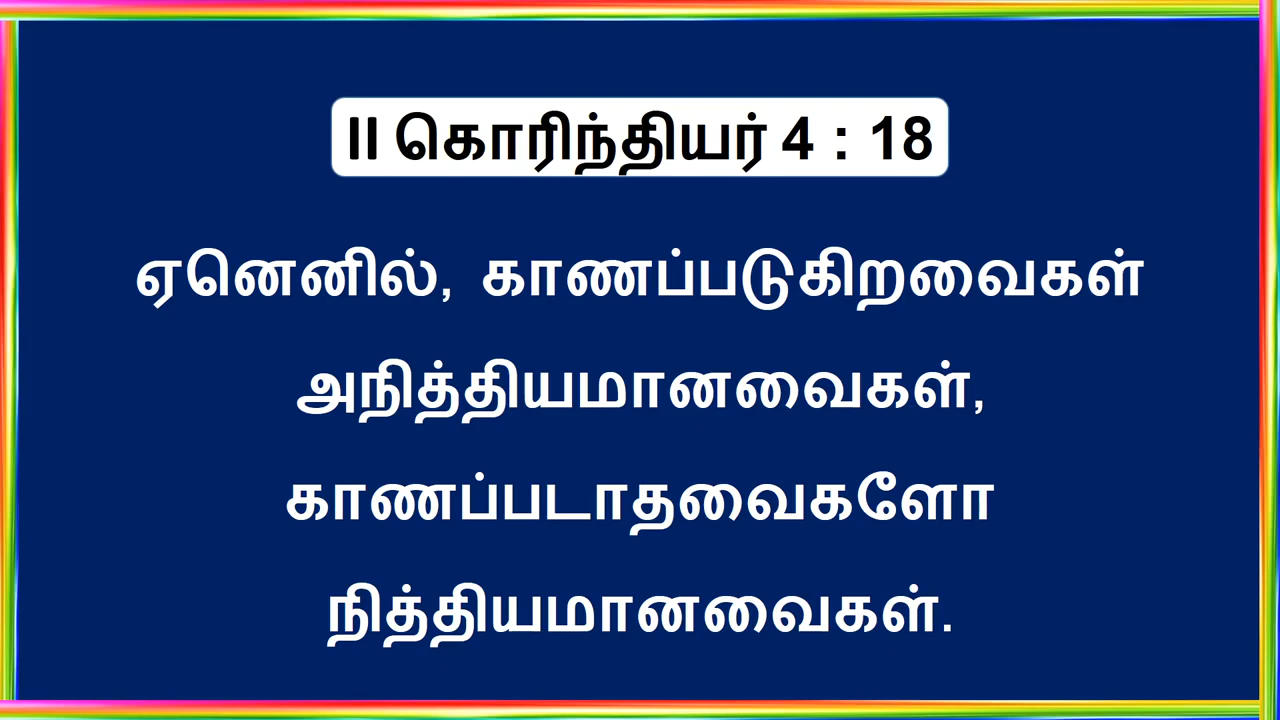 II கொரிந்தியர் 4 : 18
ஏனெனில், காணப்படுகிறவைகள்
அநித்தியமானவைகள்,
காணப்படாதவைகளோ
நித்தியமானவைகள்.